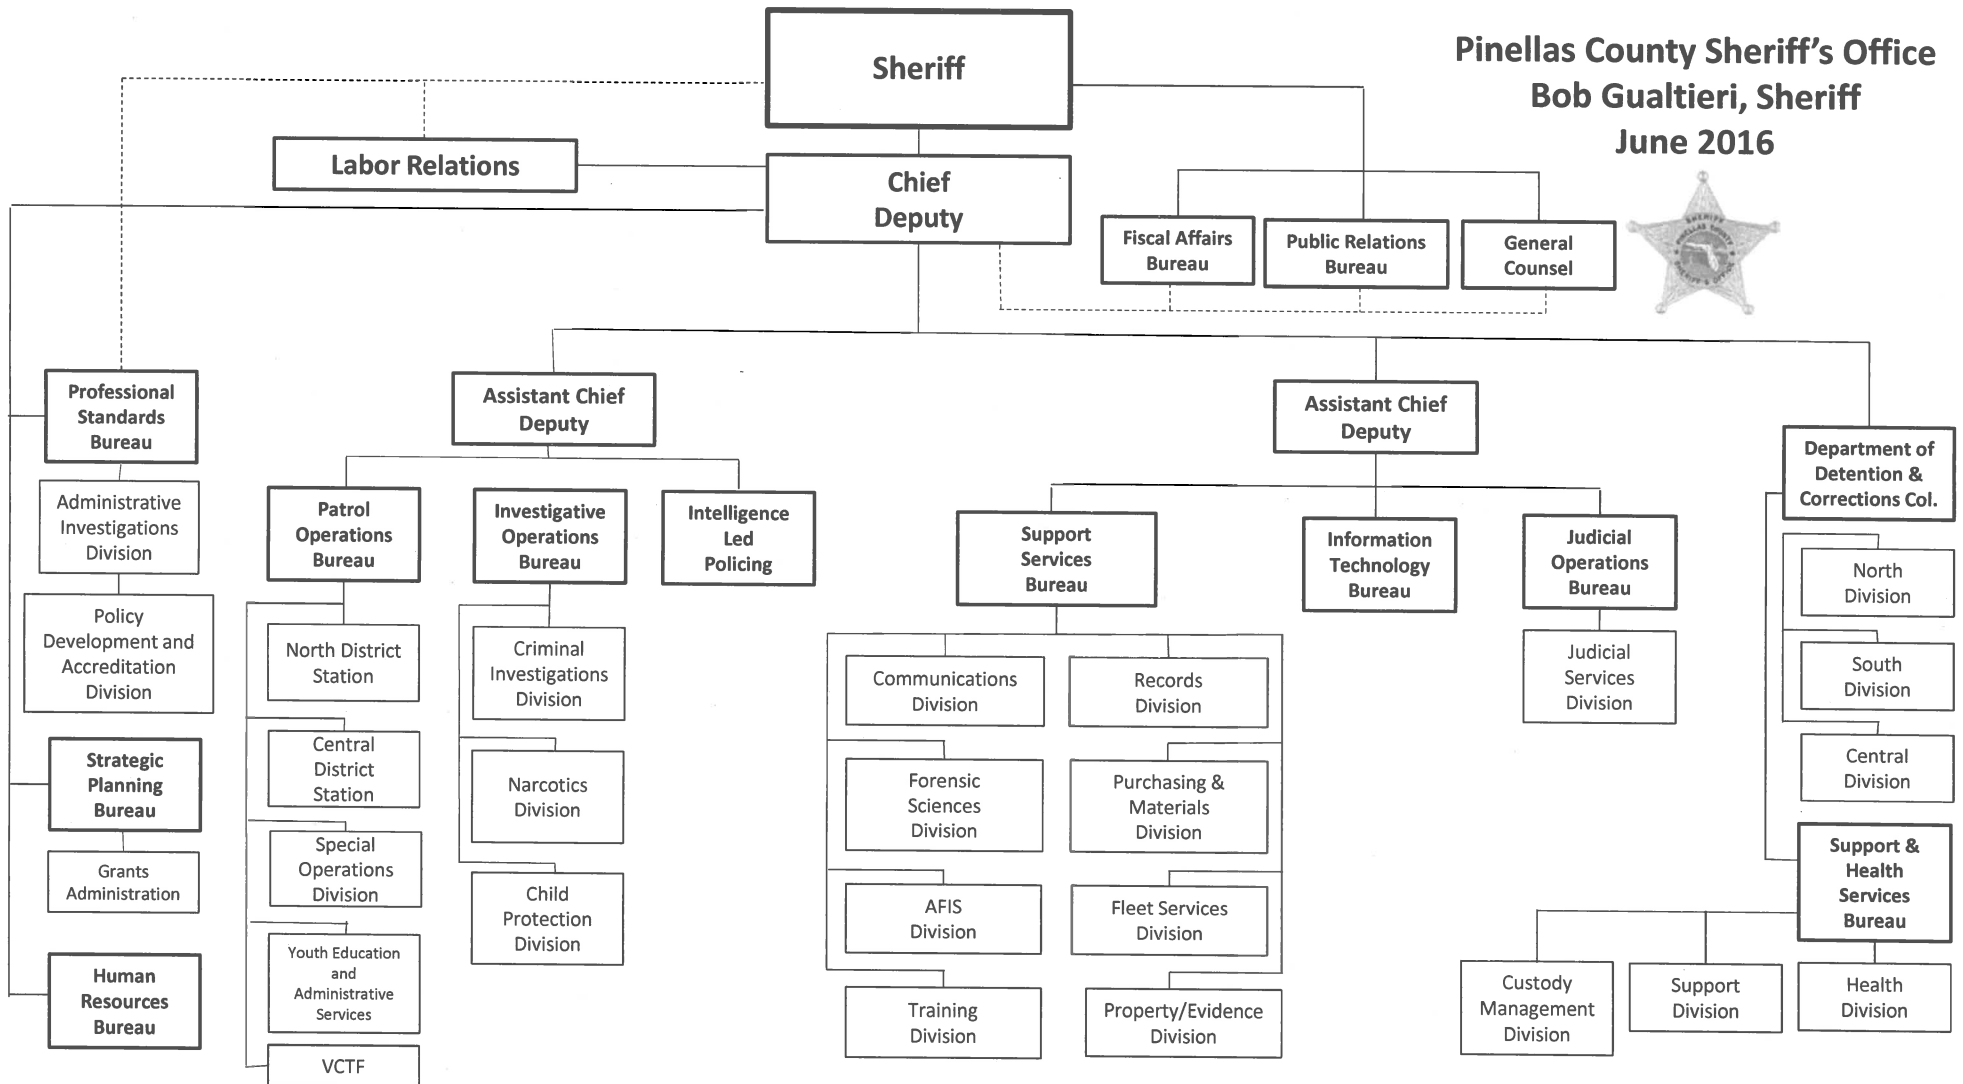 Pinellas County Sheriff's Office
Bob Gualtieri, Sheriff
June 2016
Sheriff
Labor Relations
Chief
Deputy
Fiscal Affairs
Bureau
Public Relations
Bureau
General
Counsel
SHERIFF
PINELLAS COUNTY
SHERIFF'S OFFICE
Professional
Standards
Bureau
Administrative
Investigations
Division
Policy
Development and
Accreditation
Division
Strategic
Planning
Bureau
Grants
Administration
Human
Resources
Bureau
Assistant Chief
Deputy
Patrol
Operations
Bureau
North District
Station
Central
District
Station
Special
Operations
Division
Youth Education
and
Administrative
Services
VCTF
Investigative
Operations
Bureau
Criminal
Investigations
Division
Narcotics
Division
Child
Protection
Division
Intelligence
Led
Policing
Assistant Chief
Deputy
Support
Services
Bureau
Communications
Division
Records
Division
Forensic
Sciences
Division
Purchasing &
Materials
Division
AFIS
Division
Fleet Services
Division
Training
Division
Property/Evidence
Division
Information
Technology
Bureau
Judicial
Operations
Bureau
Judicial
Services
Division
Department of
Detention &
Corrections Col.
North
Division
South
Division
Central
Division
Support &
Health
Services
Bureau
Custody
Management
Division
Support
Division
Health
Division